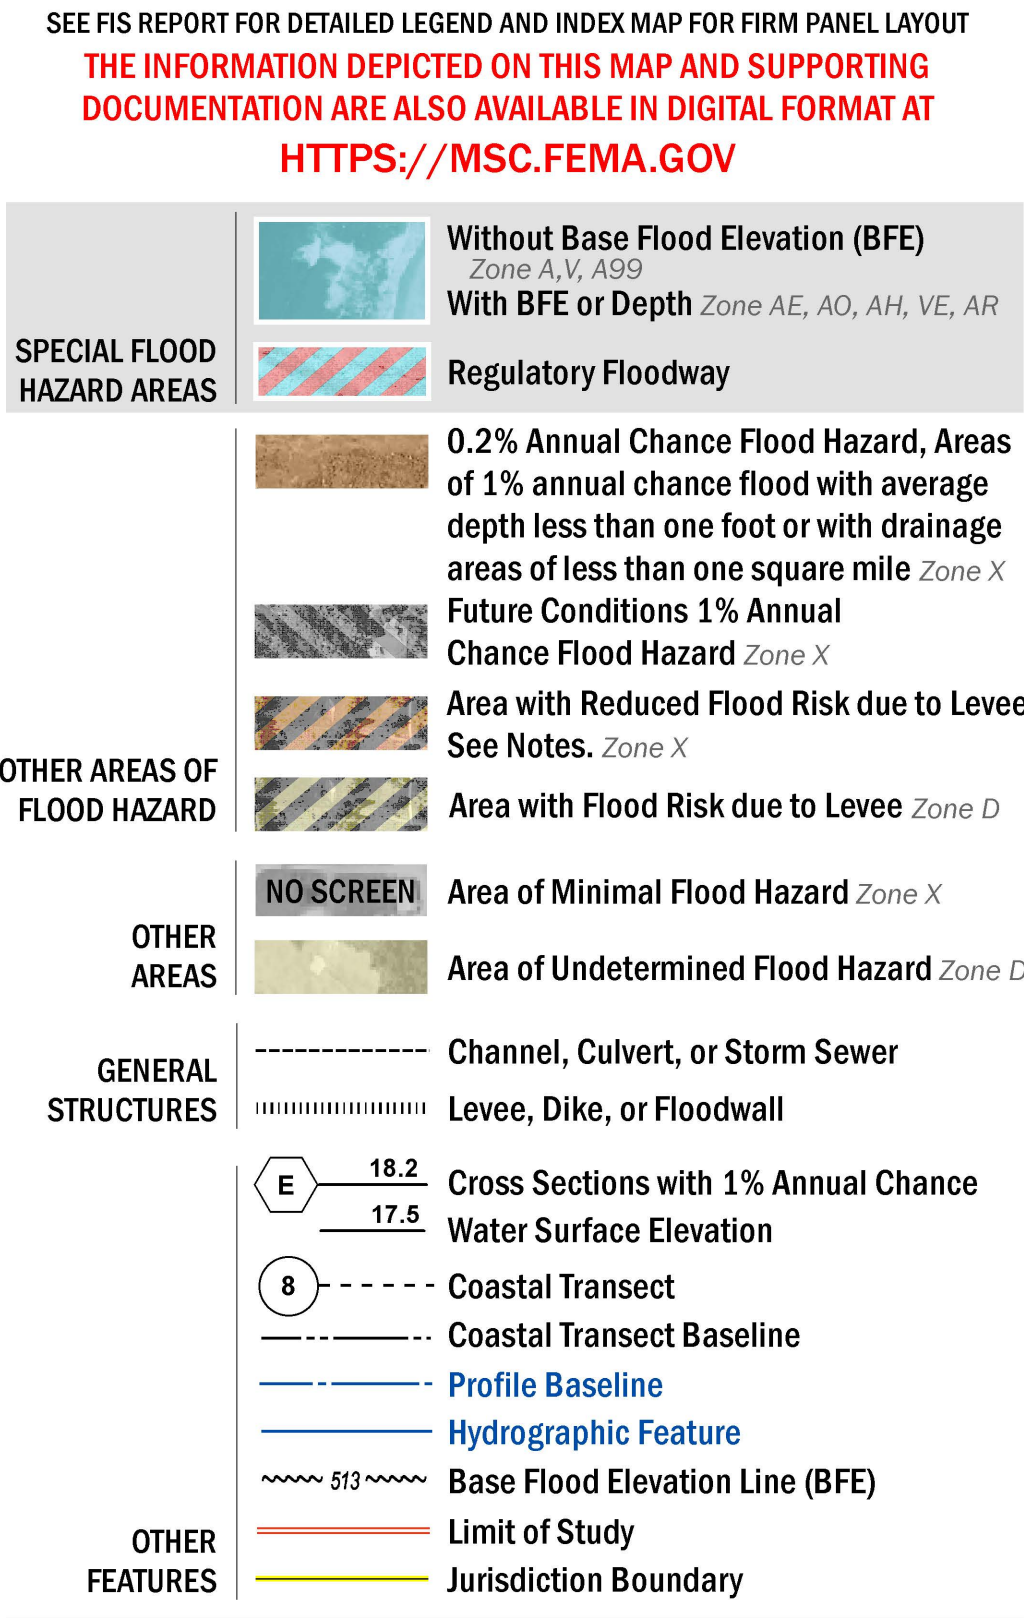 SEE FIS REPORT FOR DETAILED LEGEND AND INDEX MAP FOR FIRM PANEL LAYOUT
THE INFORMATION DEPICTED ON THIS MAP AND SUPPORTING
DOCUMENTATION ARE ALSO AVAILABLE IN DIGITAL FORMAT AT
HTTPS://MSC.FEMA.GOV
SPECIAL FLOOD
HAZARD AREAS
Without Base Flood Elevation (BFE)
Zone A,V, A99
With BFE or Depth Zone AE, AO, AH, VE, AR
Regulatory Floodway
OTHER AREAS OF
FLOOD HAZARD
0.2% Annual Chance Flood Hazard, Areas
of 1% annual chance flood with average
depth less than one foot or with drainage
areas of less than one square mile Zone X
Future Conditions 1% Annual
Chance Flood Hazard Zone X
Area with Reduced Flood Risk due to Levee
See Notes. Zone X
Area with Flood Risk due to Levee Zone D
OTHER
AREAS
NO SCREEN Area of Minimal Flood Hazard Zone X
Area of Undetermined Flood Hazard Zone D
GENERAL
STRUCTURES
Channel, Culvert, or Storm Sewer
Levee, Dike, or Floodwall
OTHER
FEATURES
E 18.2 Cross Sections with 1% Annual Chance
17.5 Water Surface Elevation
8 Coastal Transect
Coastal Transect Baseline
Profile Baseline
Hydrographic Feature
513 Base Flood Elevation Line (BFE)
Limit of Study
Jurisdiction Boundary